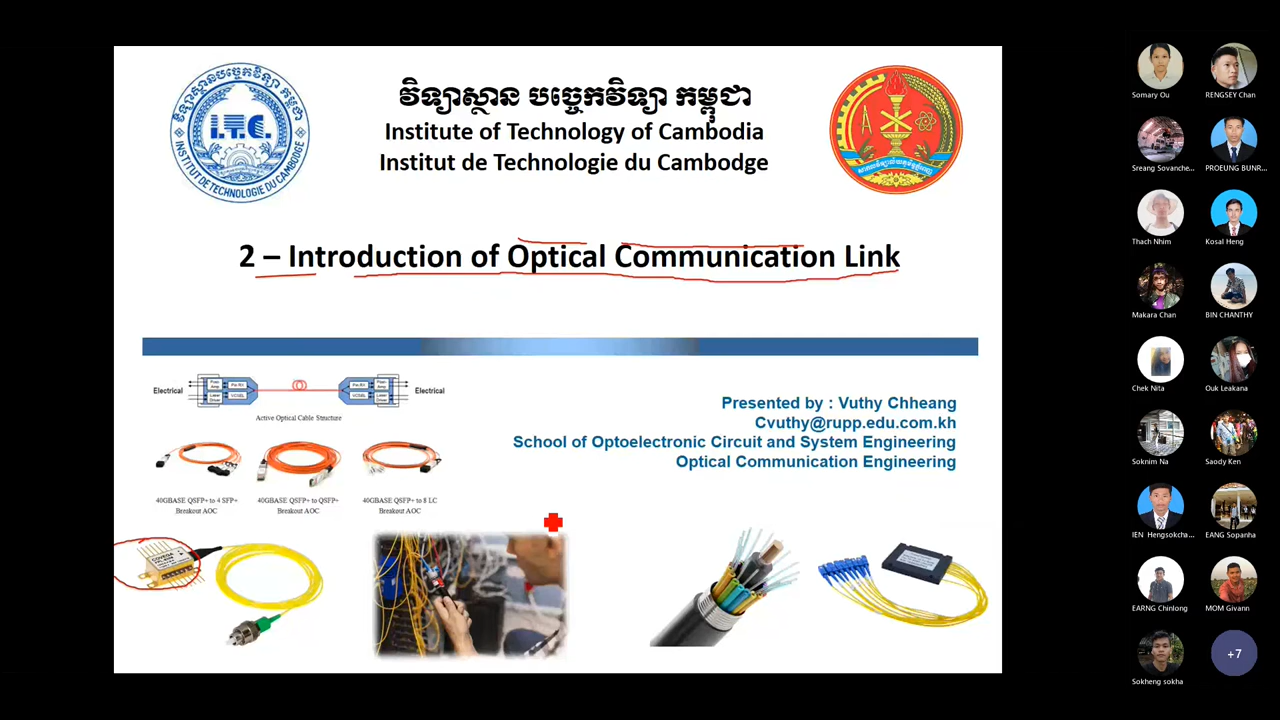 វិទ្យាស្ថាន បច្ចេកវិទ្យា កម្ពុជា
Institute of Technology of Cambodia
Institut de Technologie du Cambodge
I.T.C.
INSTITUT DE TECHNOLOGIE DU CAMBODGE
2 – Introduction of Optical Communication Link
Electrical
Electrical
Active Optical Cable Structure
40GBASE QSFP+ to 4 SFP+
Breakout AOC
40GBASE QSFP+ to QSFP+
Breakout AOC
40GBASE QSFP+ to 8 LC
Breakout AOC
Presented by : Vuthy Chheang
Cvuthy@rupp.edu.com.kh
School of Optoelectronic Circuit and System Engineering
Optical Communication Engineering
Somary Ou
RENGSEY Chan
Sreang Sovanche...
PROEUNG BUNR...
Thach Nhim
Kosal Heng
Makara Chan
BIN CHANTHY
Chek Nita
Ouk Leakana
Soknim Na
Saody Ken
IEN Hengsokcha...
EANG Sopanha
EARNG Chinlong
MOM Givann
Sokheng sokha
+7